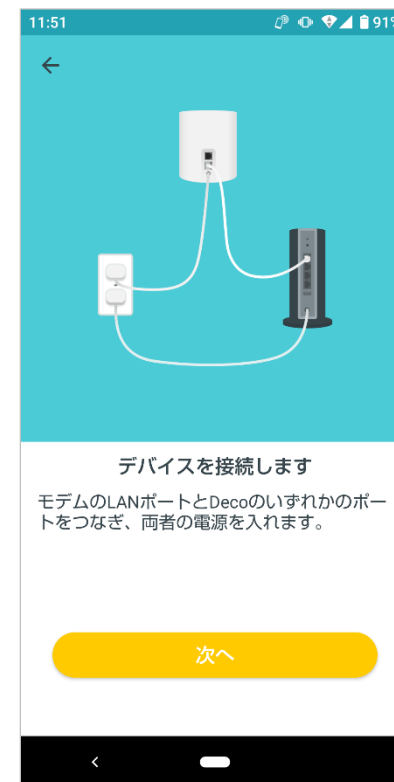 11:51
91%
デバイスを接続します
モデムのLANポートとDecoのいずれかのポー
トをつなぎ、両者の電源を入れます。
次へ